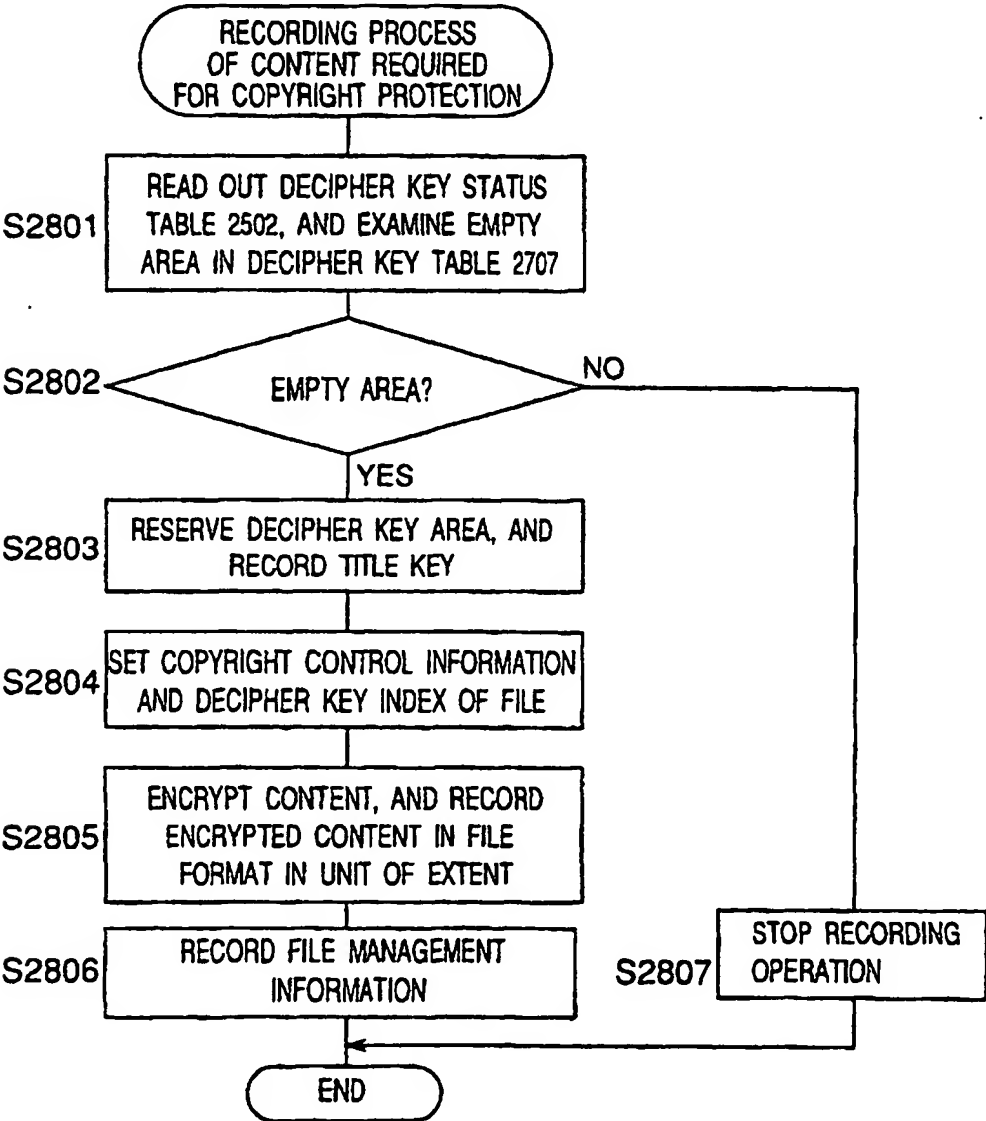 RECORDING PROCESS
OF CONTENT REQUIRED
FOR COPYRIGHT PROTECTION
S2801
READ OUT DECIPHER KEY STATUS
TABLE 2502, AND EXAMINE EMPTY
AREA IN DECIPHER KEY TABLE 2707
S2802
EMPTY AREA?
NO
YES
S2803
RESERVE DECIPHER KEY AREA, AND
RECORD TITLE KEY
S2804
SET COPYRIGHT CONTROL INFORMATION
AND DECIPHER KEY INDEX OF FILE
S2805
ENCRYPT CONTENT, AND RECORD
ENCRYPTED CONTENT IN FILE
FORMAT IN UNIT OF EXTENT
S2806
RECORD FILE MANAGEMENT
INFORMATION
S2807
STOP RECORDING
OPERATION
END